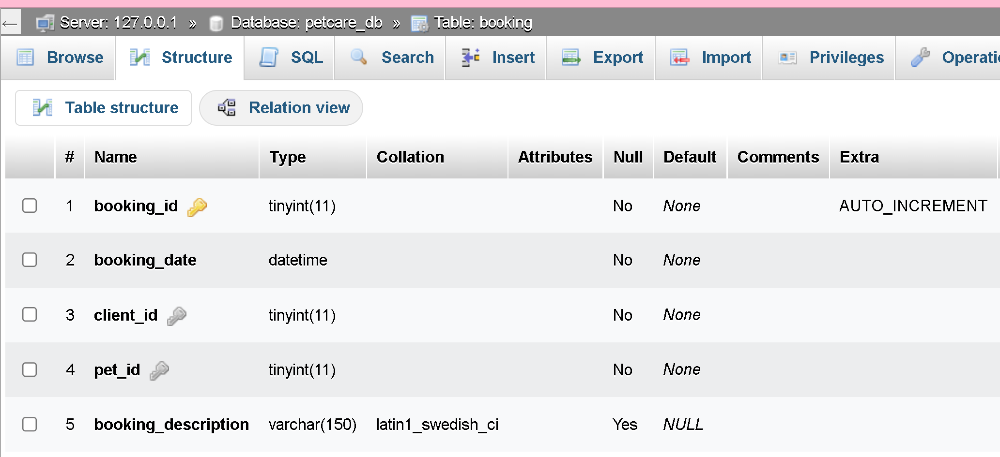 ← Server: 127.0.0.1 » Database: petcare_db » Table: booking
Browse Structure SQL Search Insert Export Import Privileges
Table structure Relation view
# Name Type Collation Attributes Null Default Comments Extra
1 booking_id tinyint(11) No None AUTO_INCREMENT
2 booking_date datetime No None
3 client_id tinyint(11) No None
4 pet_id tinyint(11) No None
5 booking_description varchar(150) latin1_swedish_ci Yes NULL